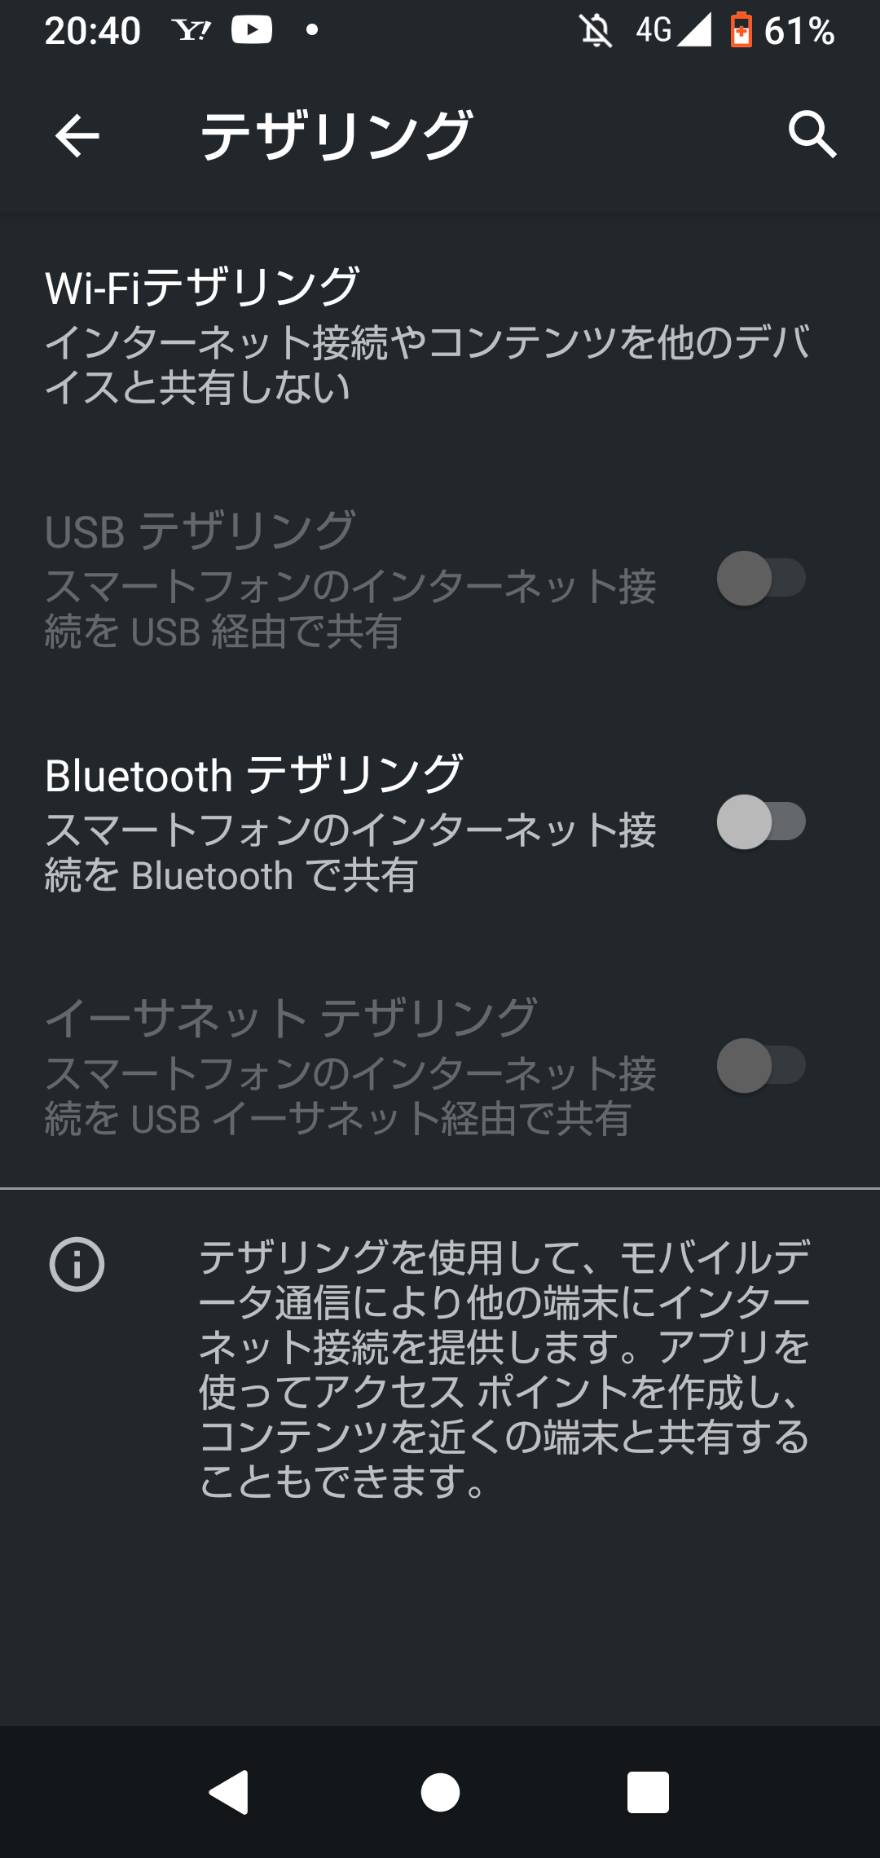 20:40 Y! 4G 61%
テザリング
Wi-Fiテザリング
インターネット接続やコンテンツを他のデバ
イスと共有しない
USB テザリング
スマートフォンのインターネット接
続を USB 経由で共有
Bluetooth テザリング
スマートフォンのインターネット接
続を Bluetooth で共有
イーサネット テザリング
スマートフォンのインターネット接
続を USB イーサネット経由で共有
テザリングを使用して、モバイルデ
ータ通信により他の端末にインター
ネット接続を提供します。アプリを
使ってアクセス ポイントを作成し、
コンテンツを近くの端末と共有する
こともできます。